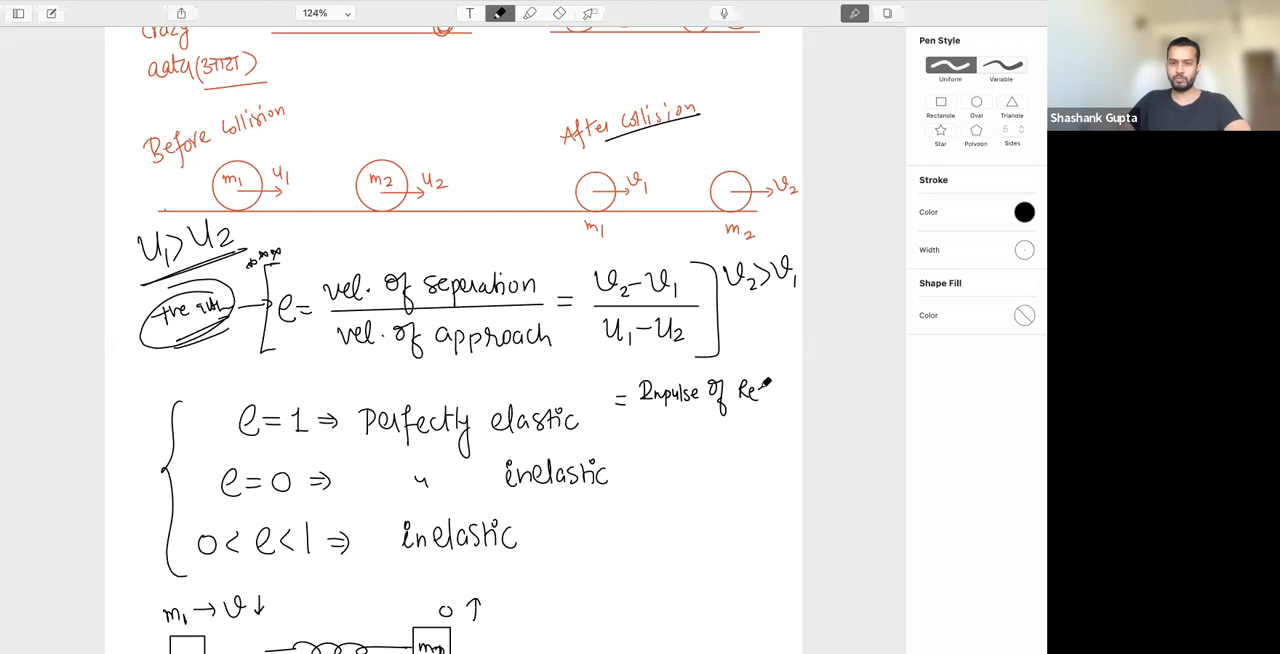 124%
T
Crazy
aatya(आटा)
Before Collision
After Collision
m1 u1 m2 u2 v1 v2
m1 m2
U1>U2
***
+ve
e= vel. of seperation / vel. of approach = v2-v1 / u1-u2
v2>v1
= Impulse of Re
e=1 ⇒ Perfectly elastic
e=0 ⇒ " inelastic
0<e<1 ⇒ inelastic
m1 → v ↓ 0 ↑
Pen Style
Uniform Variable
Rectangle Oval Triangle
5
Star Polygon Sides
Stroke
Color
Width
Shape Fill
Color
Shashank Gupta